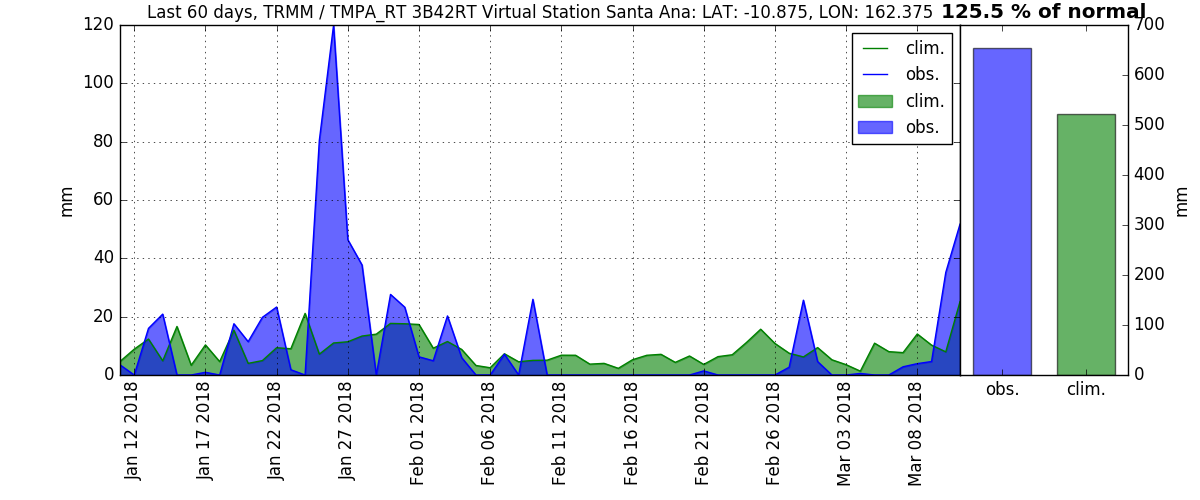 Last 60 days, TRMM / TMPA_RT 3B42RT Virtual Station Santa Ana: LAT: -10.875, LON: 162.375 125.5 % of normal
120
100
80
60
40
20
0
mm
clim.
obs.
clim.
obs.
700
600
500
400
300
200
100
0
mm
Jan 12 2018
Jan 17 2018
Jan 22 2018
Jan 27 2018
Feb 01 2018
Feb 06 2018
Feb 11 2018
Feb 16 2018
Feb 21 2018
Feb 26 2018
Mar 03 2018
Mar 08 2018
obs.
clim.